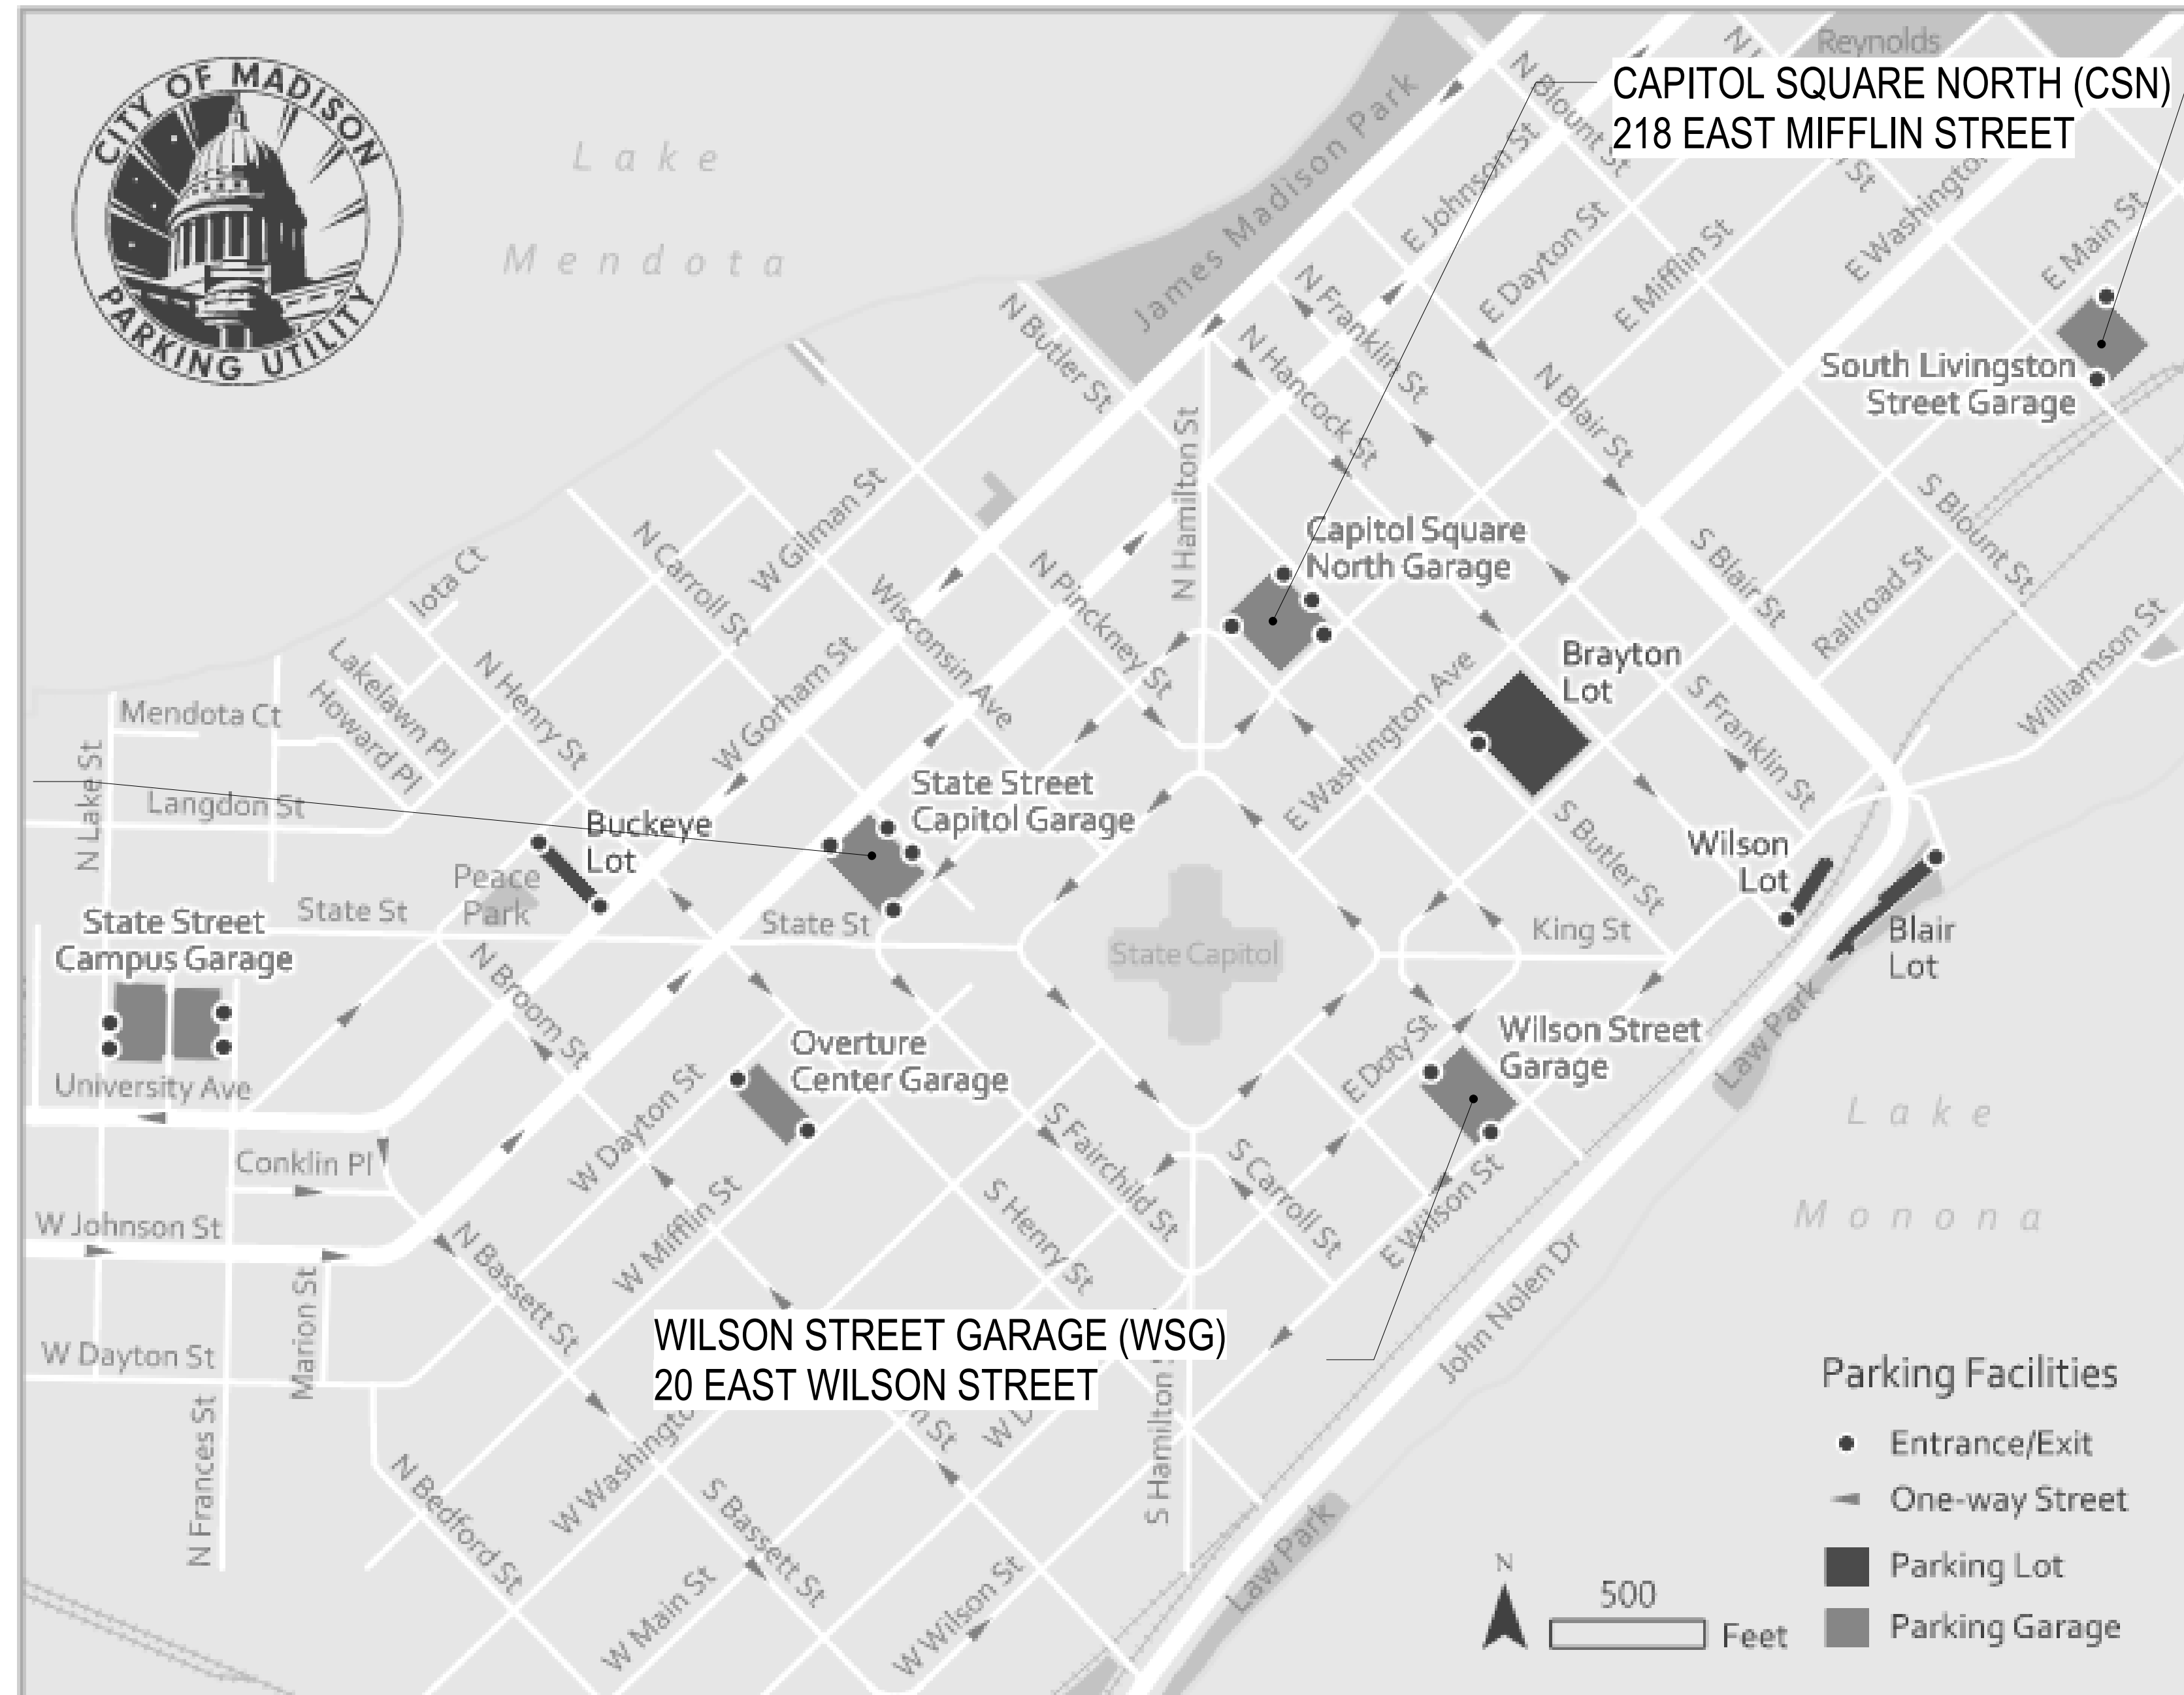 CITY OF MADISON
PARKING UTILITY
Lake
Mendota
James Madison Park
Reynolds
CAPITOL SQUARE NORTH (CSN)
218 EAST MIFFLIN STREET
N Blount St
St
E Johnson St
E Dayton St
E Mifflin St
E Washington
E Main St
N Butler St
N Franklin St
N Hancock St
N Blair St
South Livingston
Street Garage
N Hamilton St
S Blount St
S Blair St
Railroad St
Williamson St
Capitol Square
North Garage
Brayton
Lot
S Franklin St
E Washington Ave
S Butler St
W Gilman St
N Carroll St
Iota Ct
N Pinckney St
Wisconsin Ave
W Gorham St
N Henry St
Lakelawn Pl
Howard Pl
Mendota Ct
N Lake St
Langdon St
Buckeye
Lot
State Street
Capitol Garage
Peace
Park
State St
State St
State Street
Campus Garage
State Capitol
King St
Wilson
Lot
Blair
Lot
Law Park
Wilson Street
Garage
E Doty St
E Wilson St
S Carroll St
N Broom St
Overture
Center Garage
University Ave
Conklin Pl
W Johnson St
W Dayton St
W Mifflin St
S Fairchild St
S Henry St
N Bassett St
Marion St
W Dayton St
N Frances St
WILSON STREET GARAGE (WSG)
20 EAST WILSON STREET
W Washingto
n St
W D
S Hamilton S
N Bedford St
S Bassett St
W Main St
W Wilson St
Law Park
John Nolen Dr
Lake
Monona
Parking Facilities
Entrance/Exit
One-way Street
Parking Lot
Parking Garage
N
500
Feet